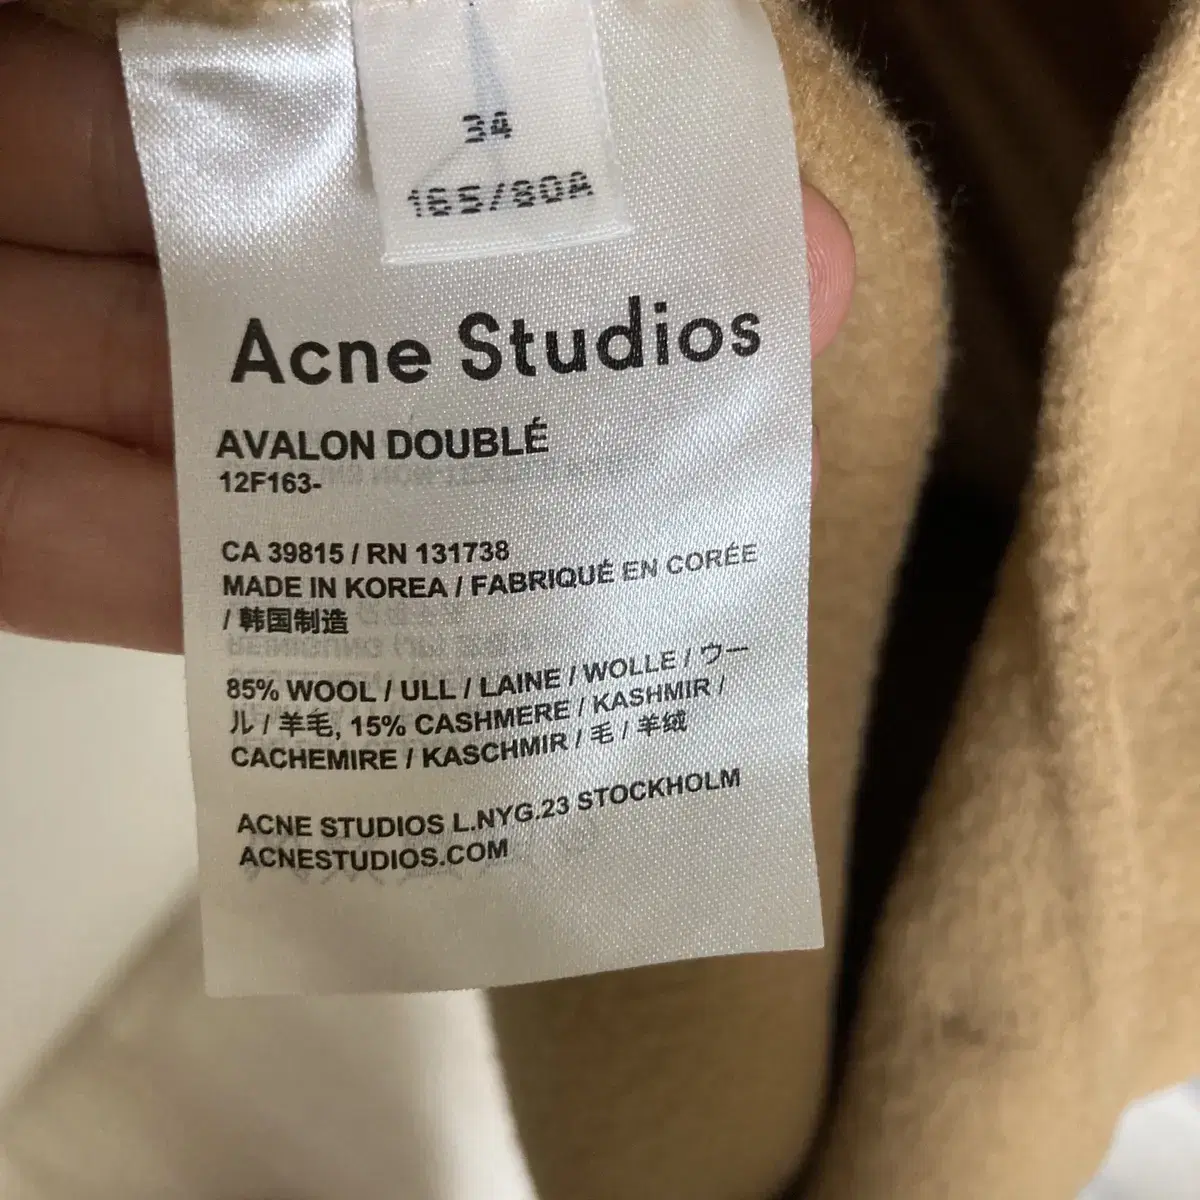 34
165/80A
Acne Studios
AVALON DOUBLÉ
12F163-
CA 39815 / RN 131738
MADE IN KOREA / FABRIQUÉ EN CORÉE
/ 韩国制造
85% WOOL / ULL / LAINE / WOLLE / ウー
ル / 羊毛, 15% CASHMERE / KASHMIR /
CACHEMIRE / KASCHMIR / 毛 / 羊绒
ACNE STUDIOS L.NYG.23 STOCKHOLM
ACNESTUDIOS.COM